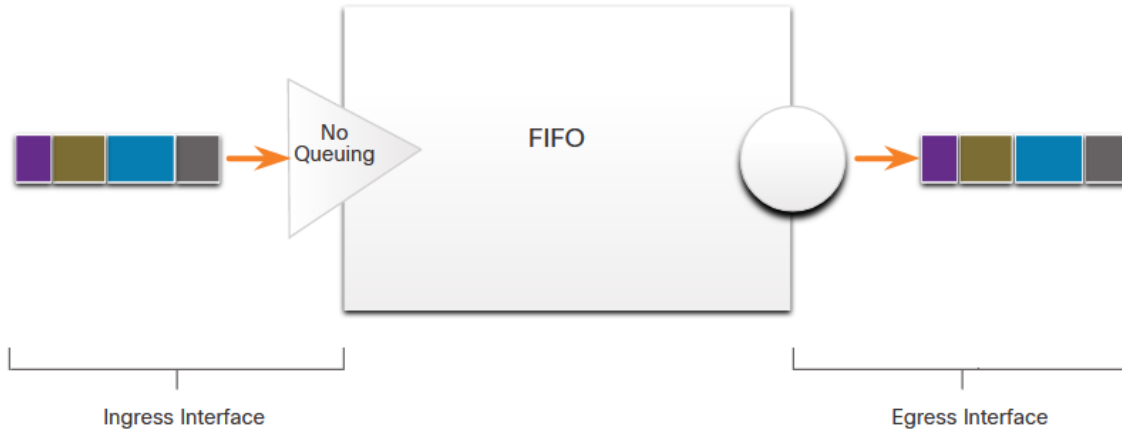 No
Queuing
FIFO
Ingress Interface
Egress Interface